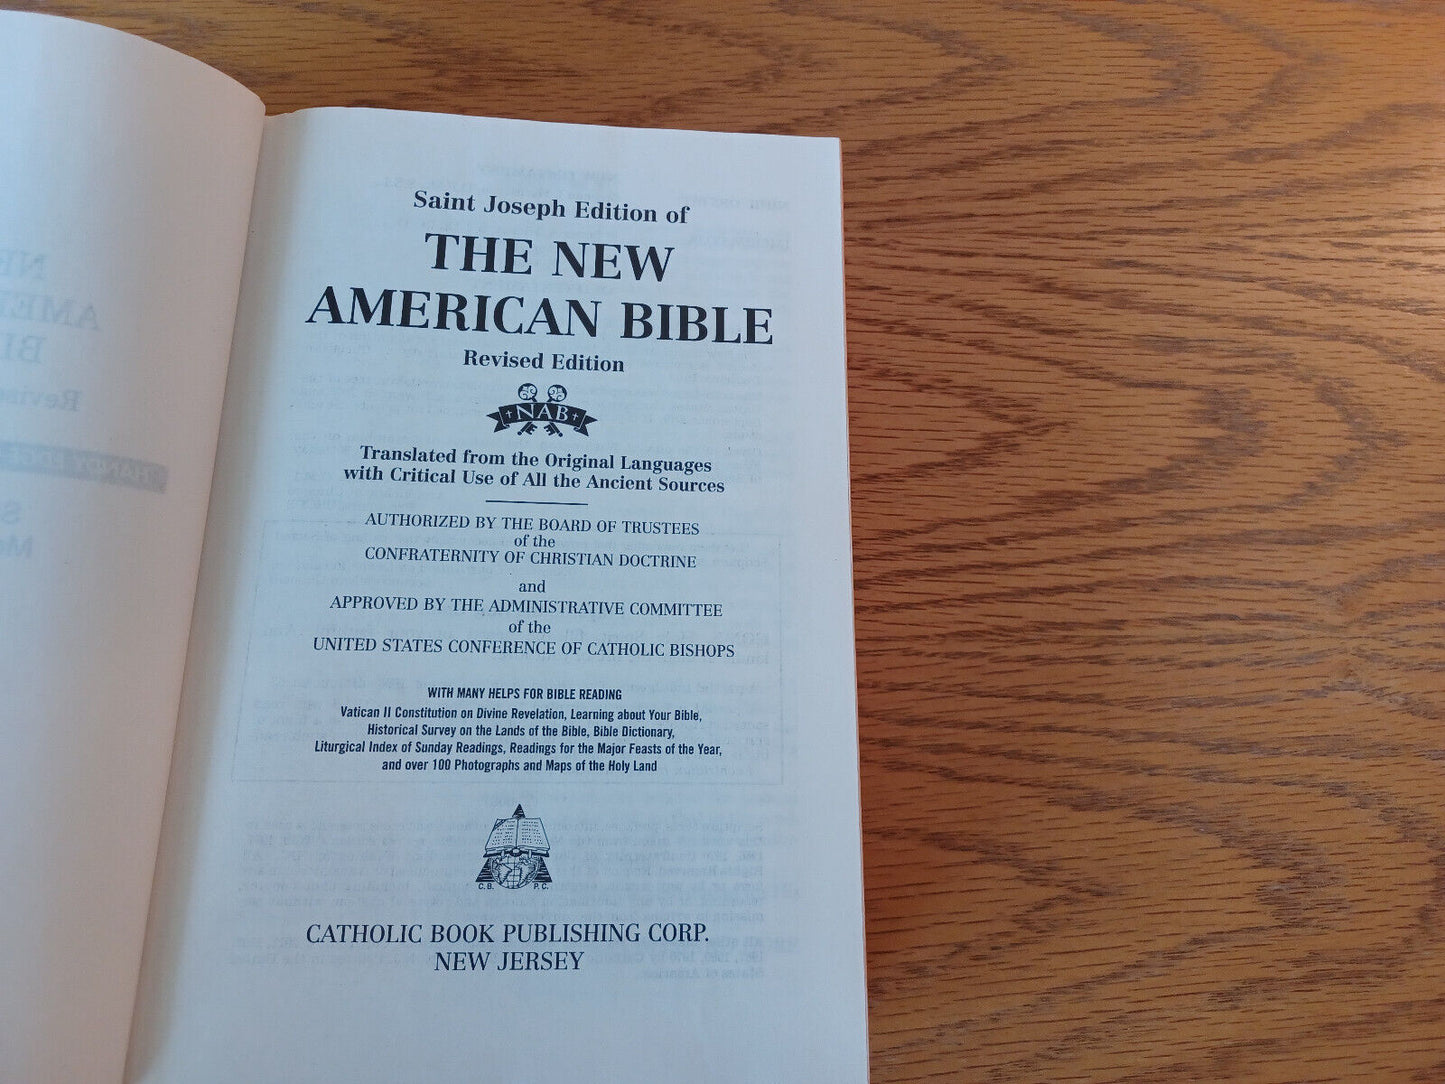 Saint Joseph Edition of
THE NEW
AMERICAN BIBLE
Revised Edition
NAB
Translated from the Original Languages
with Critical Use of All the Ancient Sources
AUTHORIZED BY THE BOARD OF TRUSTEES
of the
CONFRATERNITY OF CHRISTIAN DOCTRINE
and
APPROVED BY THE ADMINISTRATIVE COMMITTEE
of the
UNITED STATES CONFERENCE OF CATHOLIC BISHOPS
WITH MANY HELPS FOR BIBLE READING
Vatican II Constitution on Divine Revelation, Learning about Your Bible,
Historical Survey on the Lands of the Bible, Bible Dictionary,
Liturgical Index of Sunday Readings, Readings for the Major Feasts of the Year,
and over 100 Photographs and Maps of the Holy Land
C.B. P.C.
CATHOLIC BOOK PUBLISHING CORP.
NEW JERSEY